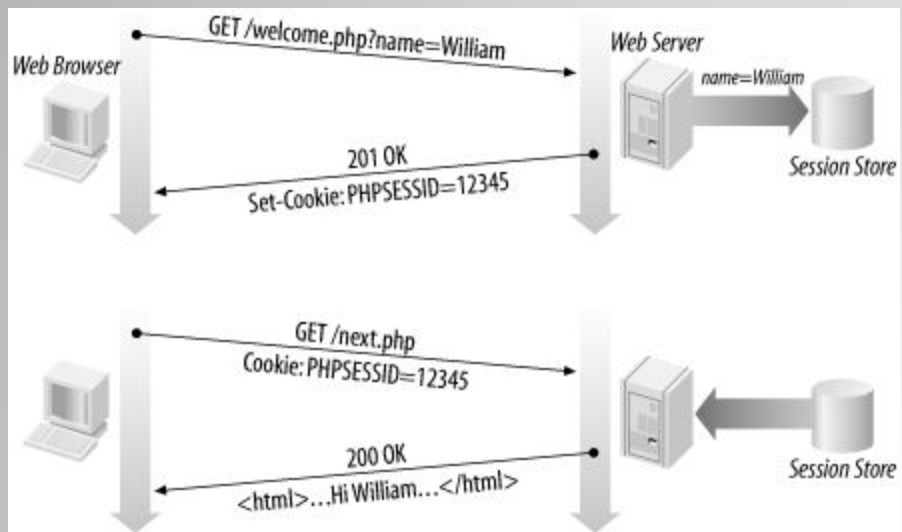 GET /welcome.php?name=William
Web Browser
Web Server
name=William
Session Store
201 OK
Set-Cookie: PHPSESSID=12345
GET /next.php
Cookie: PHPSESSID=12345
200 OK
<html>...Hi William...</html>
Session Store